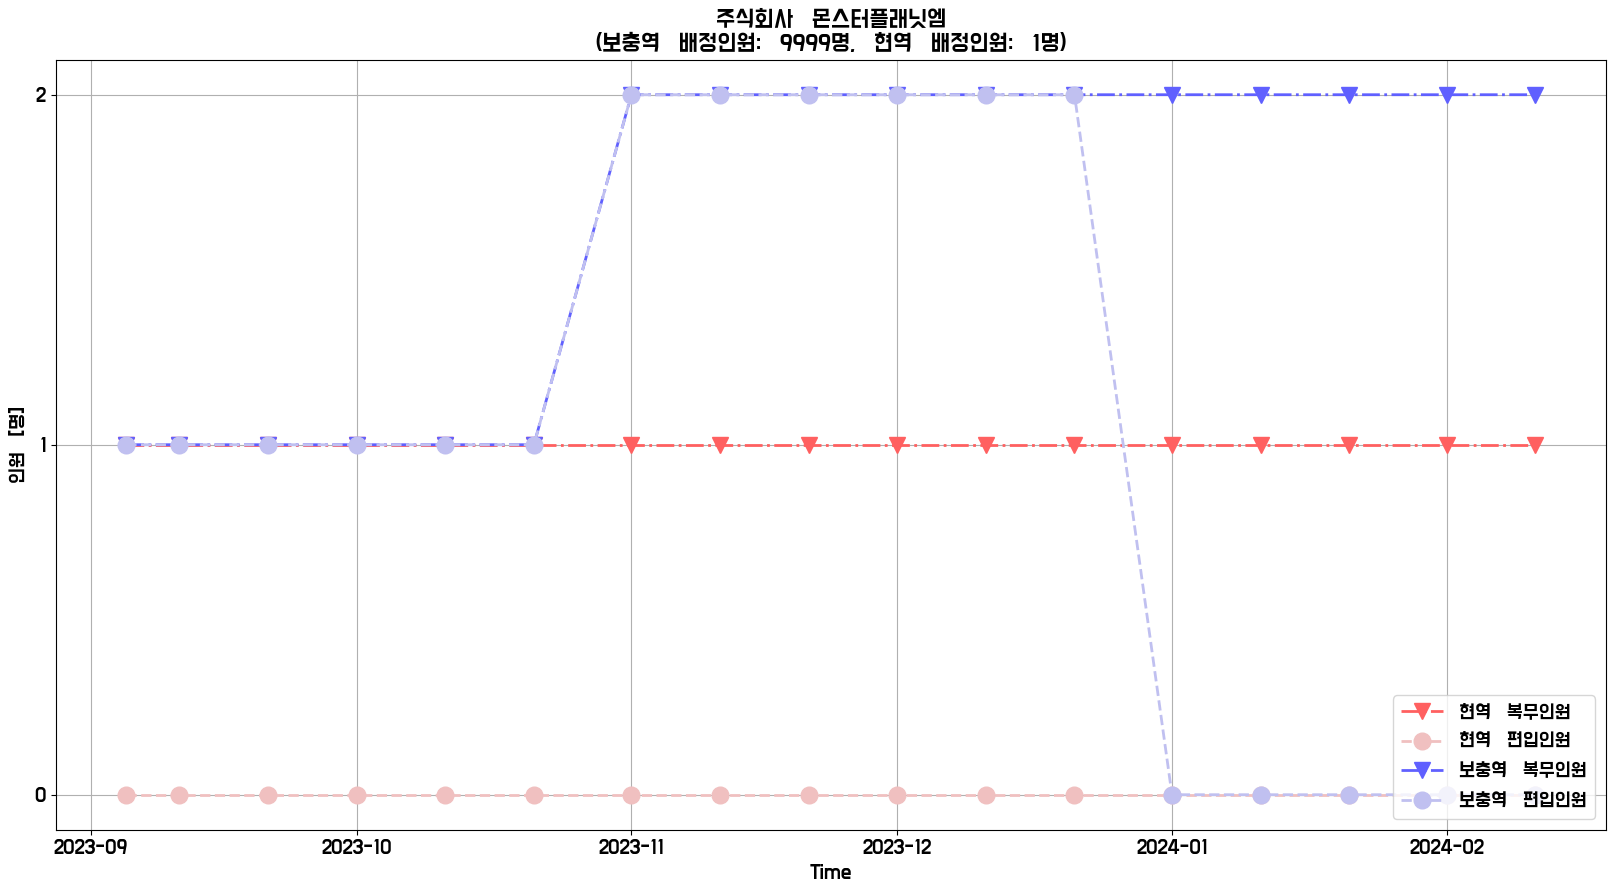 주식회사 몬스터플래닛엠
(보충역 배정인원: 9999명, 현역 배정인원: 1명)
2
1
0
인원 [명]
2023-09 2023-10 2023-11 2023-12 2024-01 2024-02
Time
현역 복무인원
현역 편입인원
보충역 복무인원
보충역 편입인원